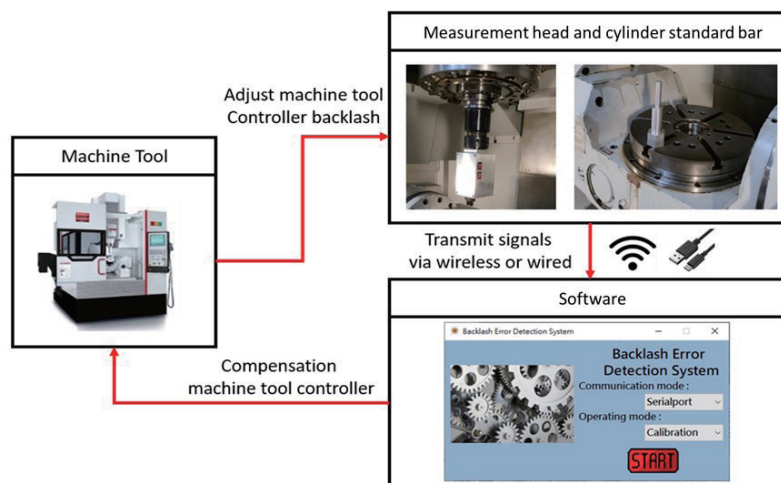 Measurement head and cylinder standard bar
Adjust machine tool
Controller backlash
Machine Tool
Transmit signals
via wireless or wired
Software
Backlash Error Detection System
Backlash Error
Detection System
Communication mode :
Serialport
Operating mode :
Calibration
START
Compensation
machine tool controller